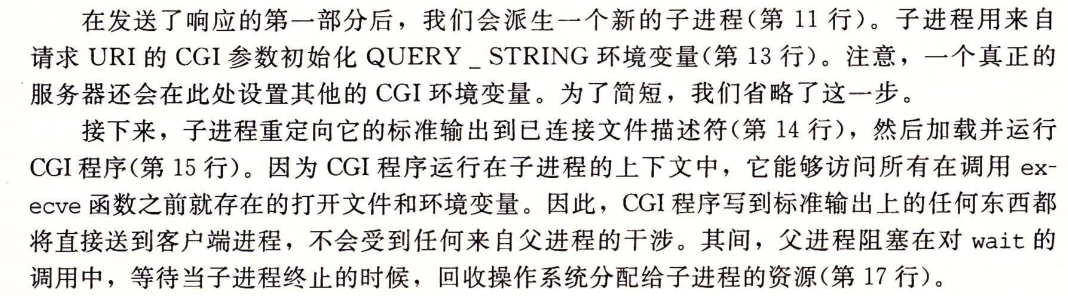 在发送了响应的第一部分后，我们会派生一个新的子进程(第 11 行)。子进程用来自
请求 URI 的 CGI 参数初始化 QUERY _ STRING 环境变量(第 13 行)。注意，一个真正的
服务器还会在此处设置其他的 CGI 环境变量。为了简短，我们省略了这一步。
接下来，子进程重定向它的标准输出到已连接文件描述符(第 14 行)，然后加载并运行
CGI 程序(第 15 行)。因为 CGI 程序运行在子进程的上下文中，它能够访问所有在调用 ex-
ecve 函数之前就存在的打开文件和环境变量。因此，CGI 程序写到标准输出上的任何东西都
将直接送到客户端进程，不会受到任何来自父进程的干涉。其间，父进程阻塞在对 wait 的
调用中，等待当子进程终止的时候，回收操作系统分配给子进程的资源(第 17 行)。